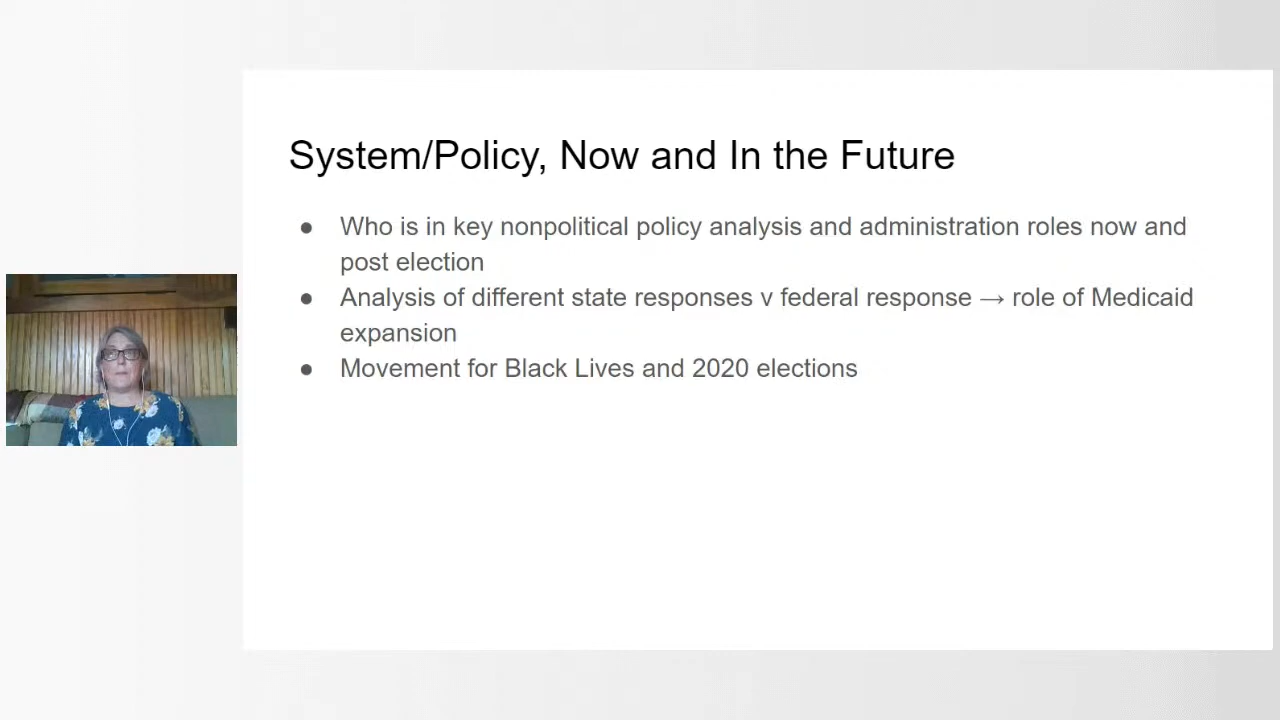 System/Policy, Now and In the Future
● Who is in key nonpolitical policy analysis and administration roles now and
post election
● Analysis of different state responses v federal response → role of Medicaid
expansion
● Movement for Black Lives and 2020 elections